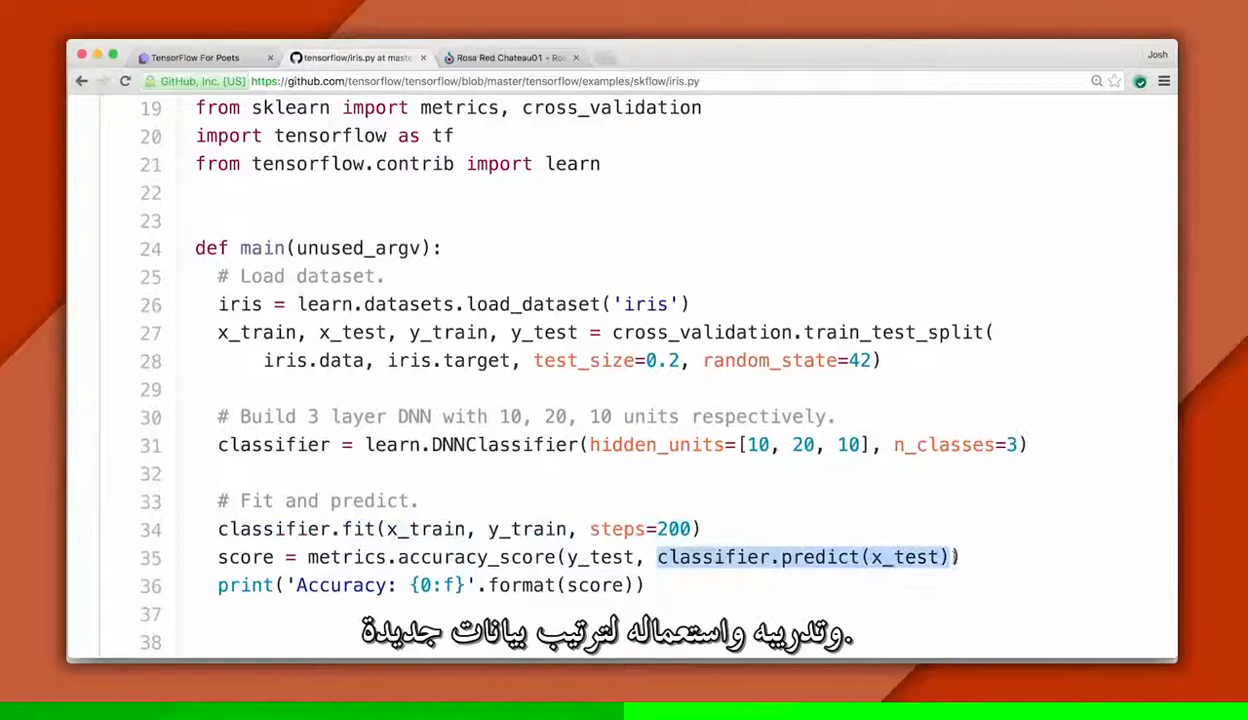 TensorFlow For Poets
tensorflow/iris.py at maste
Rosa Red Chateau01 • Ro
Josh
GitHub, Inc. [US] https://github.com/tensorflow/tensorflow/blob/master/tensorflow/examples/skflow/iris.py
19 from sklearn import metrics, cross_validation
20 import tensorflow as tf
21 from tensorflow.contrib import learn
22
23
24 def main(unused_argv):
25 # Load dataset.
26 iris = learn.datasets.load_dataset('iris')
27 x_train, x_test, y_train, y_test = cross_validation.train_test_split(
28 iris.data, iris.target, test_size=0.2, random_state=42)
29
30 # Build 3 layer DNN with 10, 20, 10 units respectively.
31 classifier = learn.DNNClassifier(hidden_units=[10, 20, 10], n_classes=3)
32
33 # Fit and predict.
34 classifier.fit(x_train, y_train, steps=200)
35 score = metrics.accuracy_score(y_test, classifier.predict(x_test))
36 print('Accuracy: {0:f}'.format(score))
37
38
وتدريبه واستعماله لترتيب بيانات جديدة.